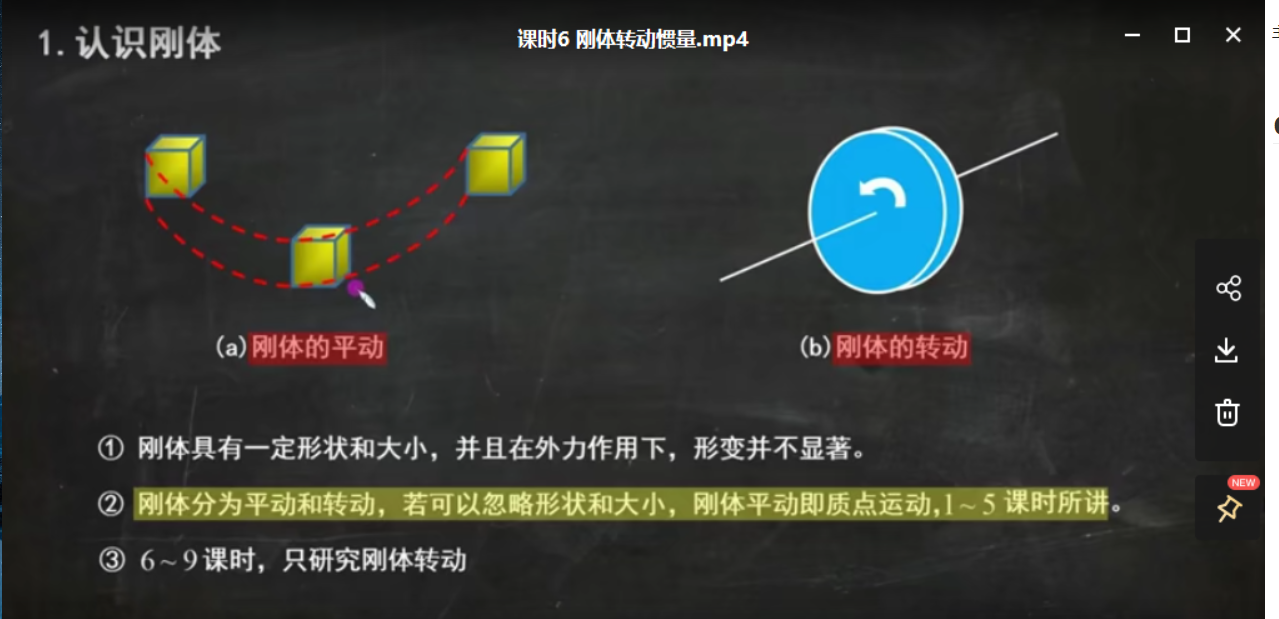 课时6 刚体转动惯量.mp4
1.认识刚体
(a)刚体的平动
(b)刚体的转动
① 刚体具有一定形状和大小，并且在外力作用下，形变并不显著。
② 刚体分为平动和转动，若可以忽略形状和大小，刚体平动即质点运动,1~5课时所讲。
③ 6~9课时，只研究刚体转动
NEW